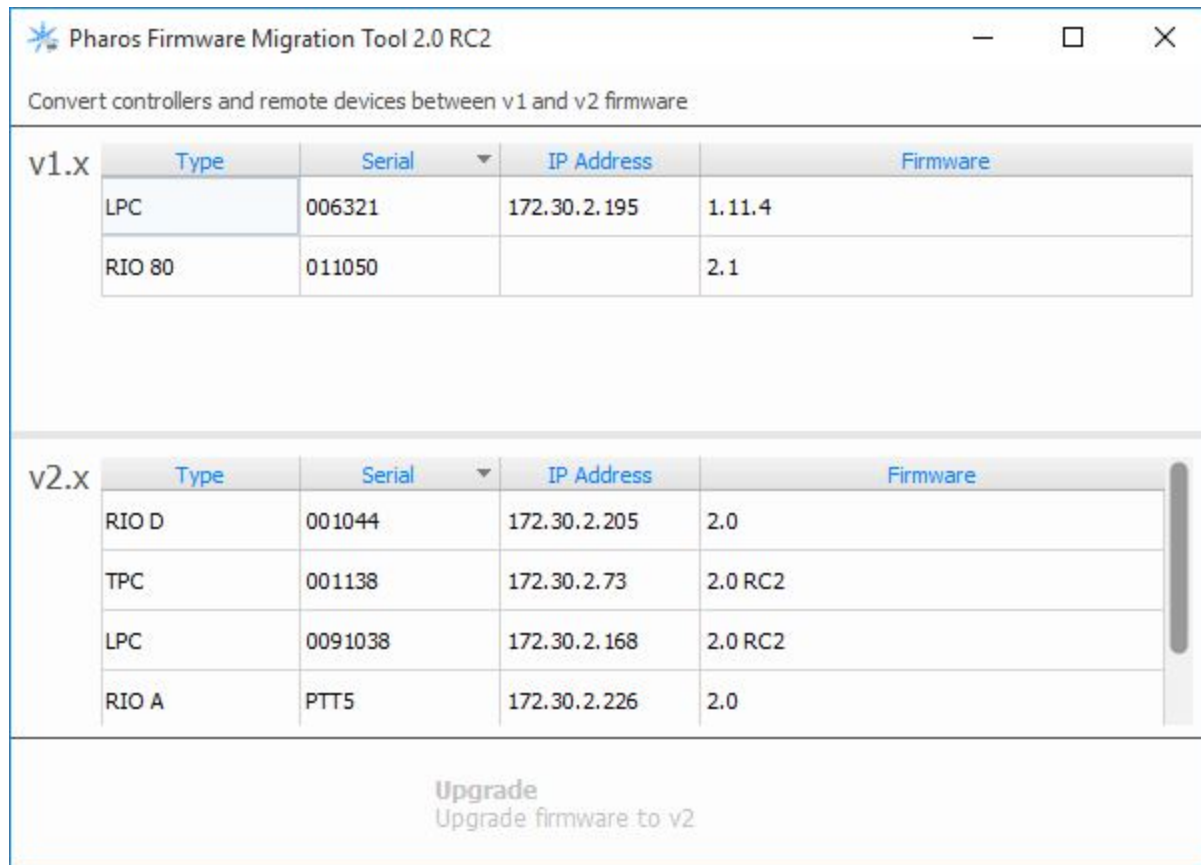 Pharos Firmware Migration Tool 2.0 RC2
Convert controllers and remote devices between v1 and v2 firmware
v1.x Type Serial IP Address Firmware
LPC 006321 172.30.2.195 1.11.4
RIO 80 011050 2.1
v2.x Type Serial IP Address Firmware
RIO D 001044 172.30.2.205 2.0
TPC 001138 172.30.2.73 2.0 RC2
LPC 0091038 172.30.2.168 2.0 RC2
RIO A PTT5 172.30.2.226 2.0
Upgrade
Upgrade firmware to v2